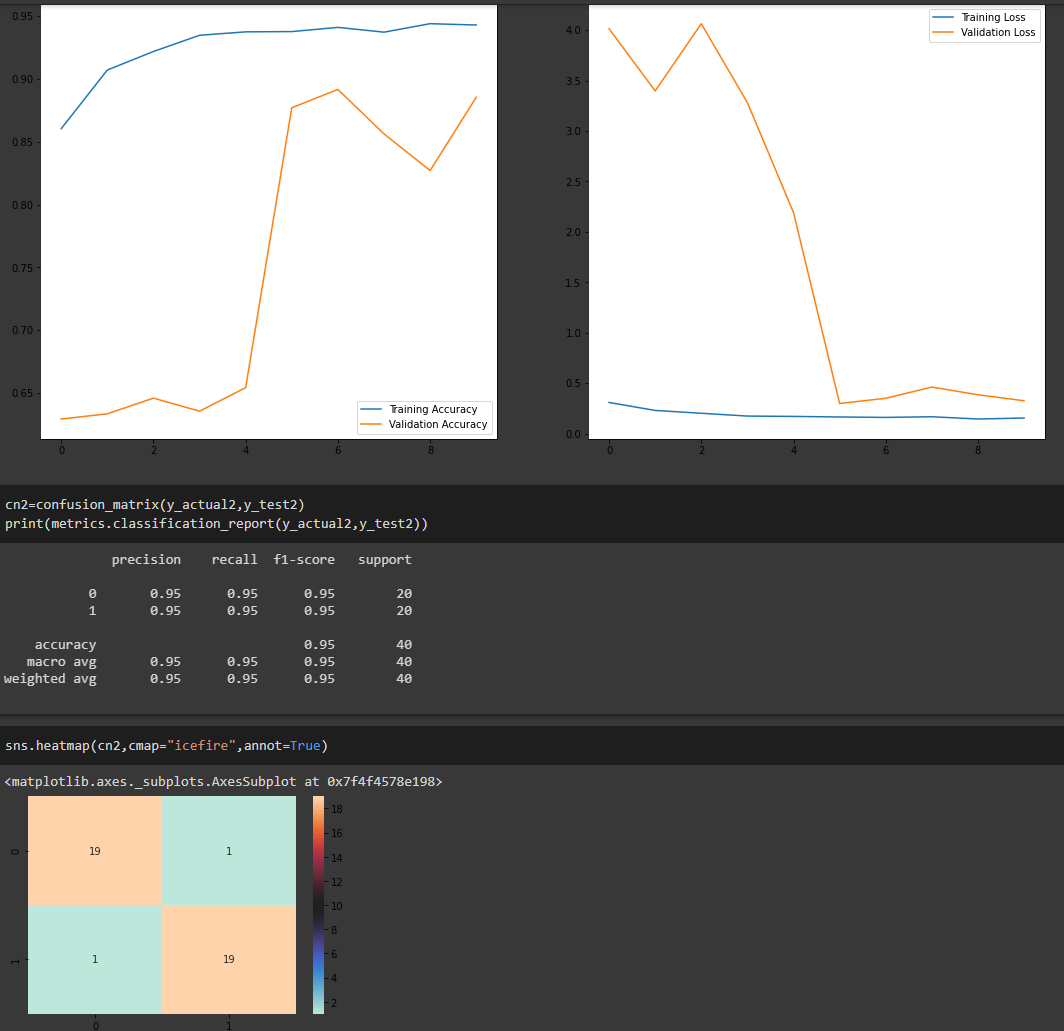 0.95
0.90
0.85
0.80
0.75
0.70
0.65
0 2 4 6 8
Training Accuracy
Validation Accuracy
4.0
3.5
3.0
2.5
2.0
1.5
1.0
0.5
0.0
0 2 4 6 8
Training Loss
Validation Loss
cn2=confusion_matrix(y_actual2,y_test2)
print(metrics.classification_report(y_actual2,y_test2))
precision recall f1-score support
0 0.95 0.95 0.95 20
1 0.95 0.95 0.95 20
accuracy 0.95 40
macro avg 0.95 0.95 0.95 40
weighted avg 0.95 0.95 0.95 40
sns.heatmap(cn2,cmap="icefire",annot=True)
<matplotlib.axes._subplots.AxesSubplot at 0x7f4f4578e198>
0 19 1
1 1 19
0 1
18
16
14
12
10
8
6
4
2